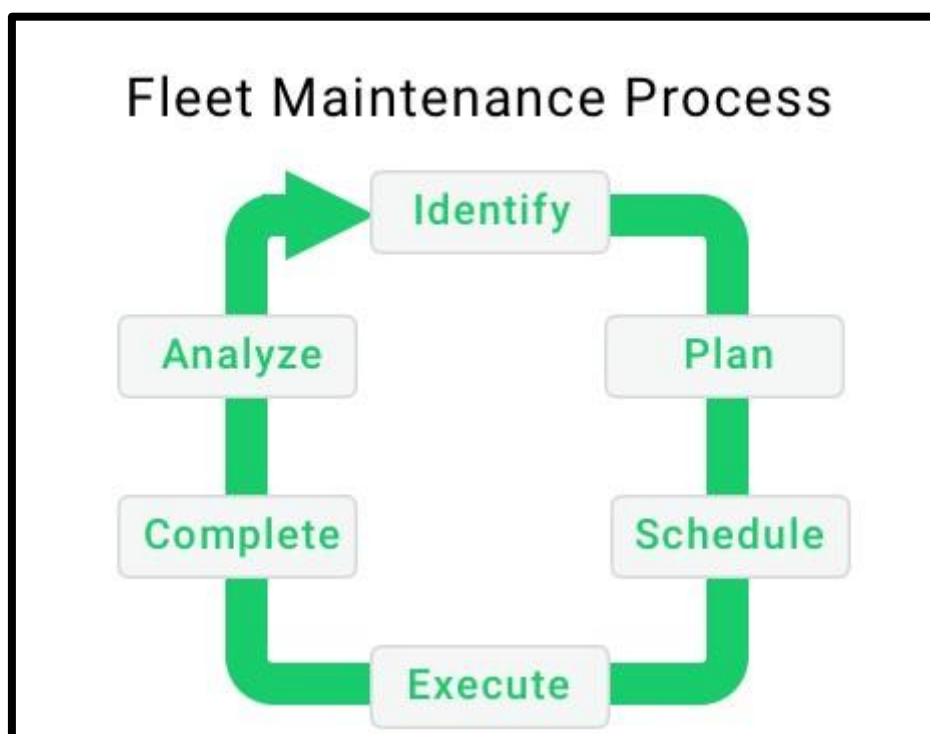 Fleet Maintenance Process
Identify
Plan
Schedule
Execute
Complete
Analyze